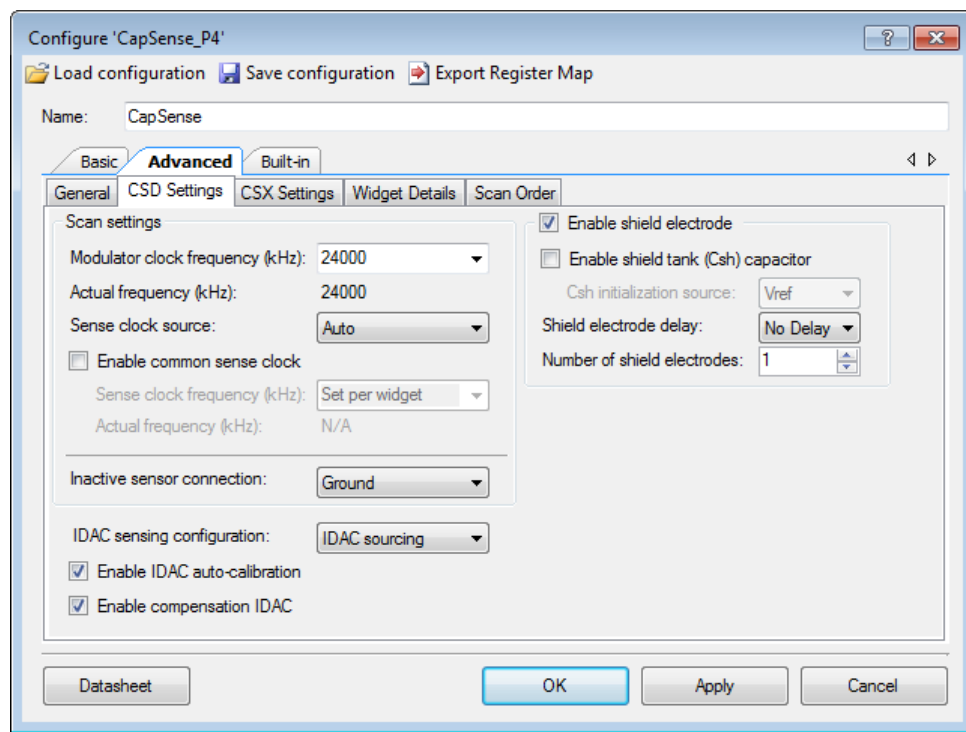 Configure 'CapSense_P4'
Load configuration Save configuration Export Register Map
Name: CapSense
Basic Advanced Built-in
General CSD Settings CSX Settings Widget Details Scan Order
Scan settings
Modulator clock frequency (kHz): 24000
Actual frequency (kHz): 24000
Sense clock source: Auto
Enable common sense clock
Sense clock frequency (kHz): Set per widget
Actual frequency (kHz): N/A
Inactive sensor connection: Ground
IDAC sensing configuration: IDAC sourcing
Enable IDAC auto-calibration
Enable compensation IDAC
Enable shield electrode
Enable shield tank (Csh) capacitor
Csh initialization source: Vref
Shield electrode delay: No Delay
Number of shield electrodes: 1
Datasheet OK Apply Cancel